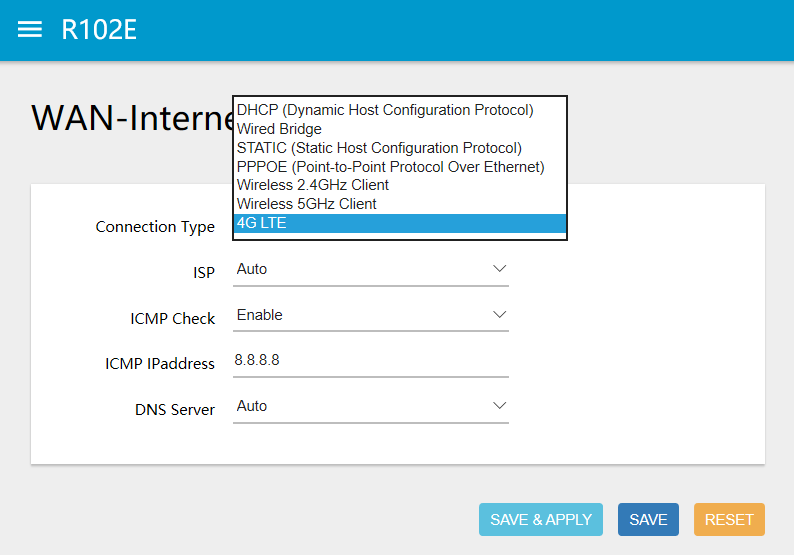 R102E
WAN-Interne
DHCP (Dynamic Host Configuration Protocol)
Wired Bridge
STATIC (Static Host Configuration Protocol)
PPPOE (Point-to-Point Protocol Over Ethernet)
Wireless 2.4GHz Client
Wireless 5GHz Client
Connection Type 4G LTE
ISP Auto
ICMP Check Enable
ICMP IPaddress 8.8.8.8
DNS Server Auto
SAVE & APPLY SAVE RESET